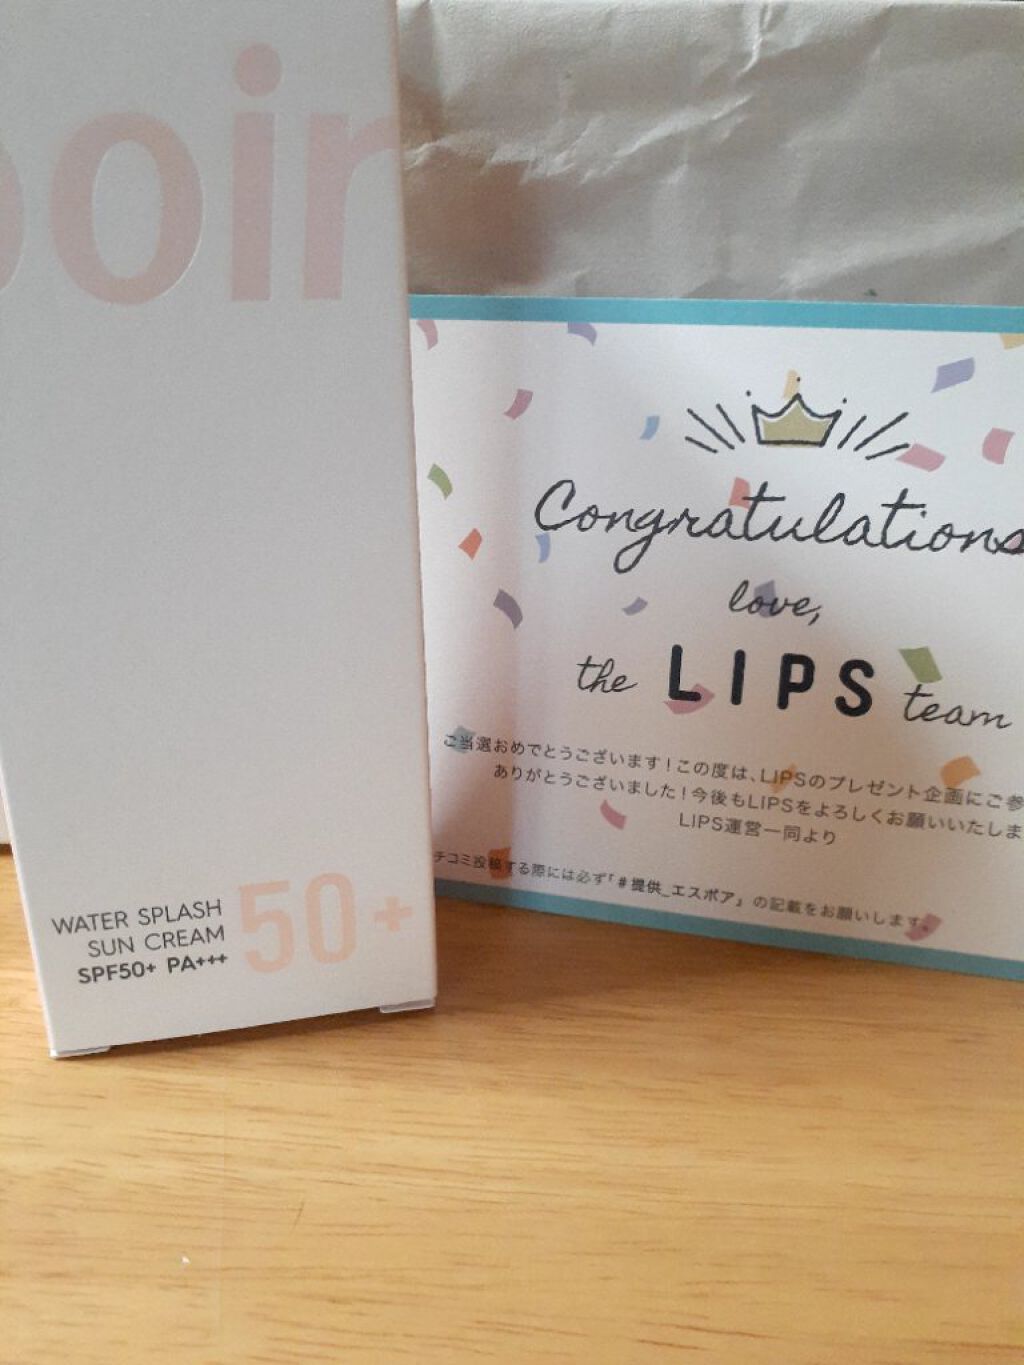 poin
WATER SPLASH
SUN CREAM
SPF50+ PA+++
50+
Congratulations
love,
the LIPS team
ご当選おめでとうございます！この度は、LIPSのプレゼント企画にご参
ありがとうございました！今後もLIPSをよろしくお願いいたしま
LIPS運営一同より
チコミ投稿する際には必ず「#提供_エスポア」の記載をお願いします。